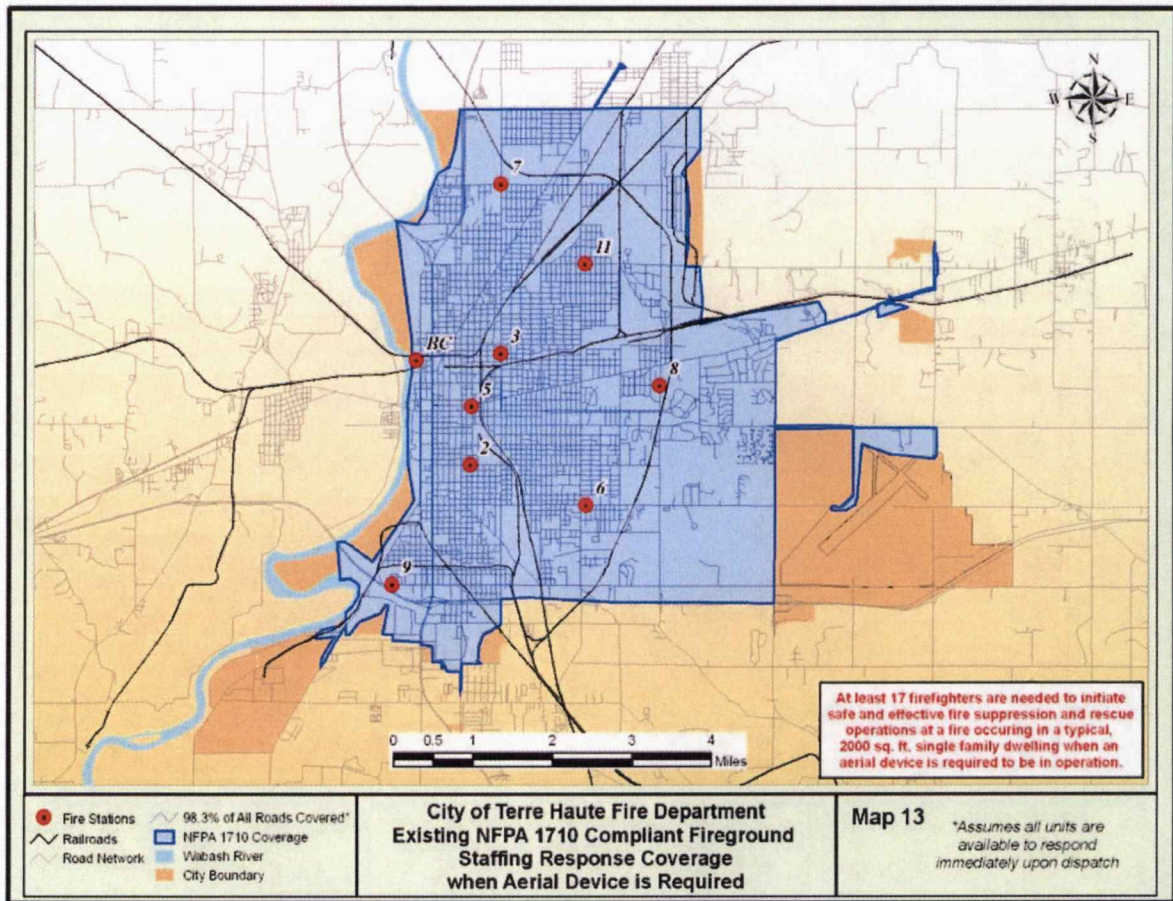 N
W E
S
7
11
BC
3
8
5
2
6
9
At least 17 firefighters are needed to initiate
safe and effective fire suppression and rescue
operations at a fire occuring in a typical,
2000 sq. ft. single family dwelling when an
aerial device is required to be in operation.
0 0.5 1 2 3 4
Miles
Fire Stations
Railroads
Road Network
98.3% of All Roads Covered*
NFPA 1710 Coverage
Wabash River
City Boundary
City of Terre Haute Fire Department
Existing NFPA 1710 Compliant Fireground
Staffing Response Coverage
when Aerial Device is Required
Map 13
*Assumes all units are
available to respond
immediately upon dispatch